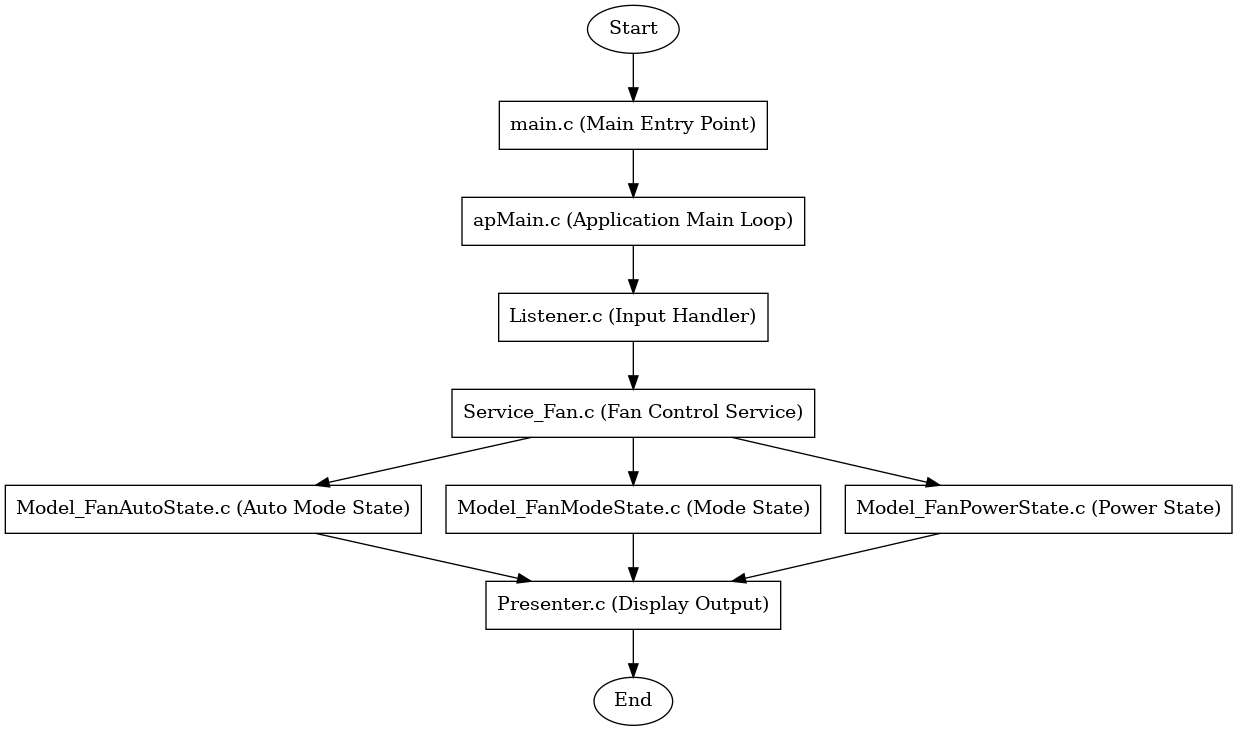 Start
main.c (Main Entry Point)
apMain.c (Application Main Loop)
Listener.c (Input Handler)
Service_Fan.c (Fan Control Service)
Model_FanAutoState.c (Auto Mode State)
Model_FanModeState.c (Mode State)
Model_FanPowerState.c (Power State)
Presenter.c (Display Output)
End